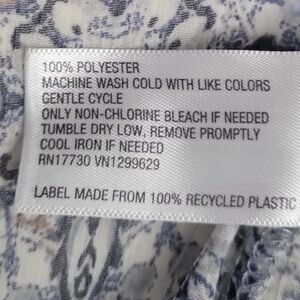 100% POLYESTER
MACHINE WASH COLD WITH LIKE COLORS
GENTLE CYCLE
ONLY NON-CHLORINE BLEACH IF NEEDED
TUMBLE DRY LOW, REMOVE PROMPTLY
COOL IRON IF NEEDED
RN17730 VN1299629
LABEL MADE FROM 100% RECYCLED PLASTIC